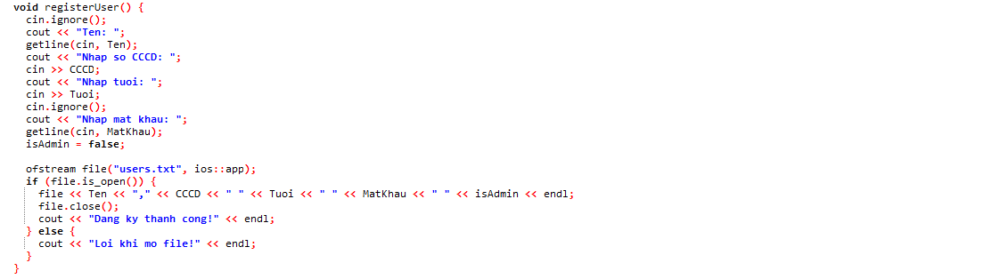 void registerUser() {
cin.ignore();
cout << "Ten: ";
getline(cin, Ten);
cout << "Nhap so CCCD: ";
cin >> CCCD;
cout << "Nhap tuoi: ";
cin >> Tuoi;
cin.ignore();
cout << "Nhap mat khau: ";
getline(cin, MatKhau);
isAdmin = false;
ofstream file("users.txt", ios::app);
if (file.is_open()) {
file << Ten << "," << CCCD << " " << Tuoi << " " << MatKhau << " " << isAdmin << endl;
file.close();
cout << "Dang ky thanh cong!" << endl;
} else {
cout << "Loi khi mo file!" << endl;
}
}